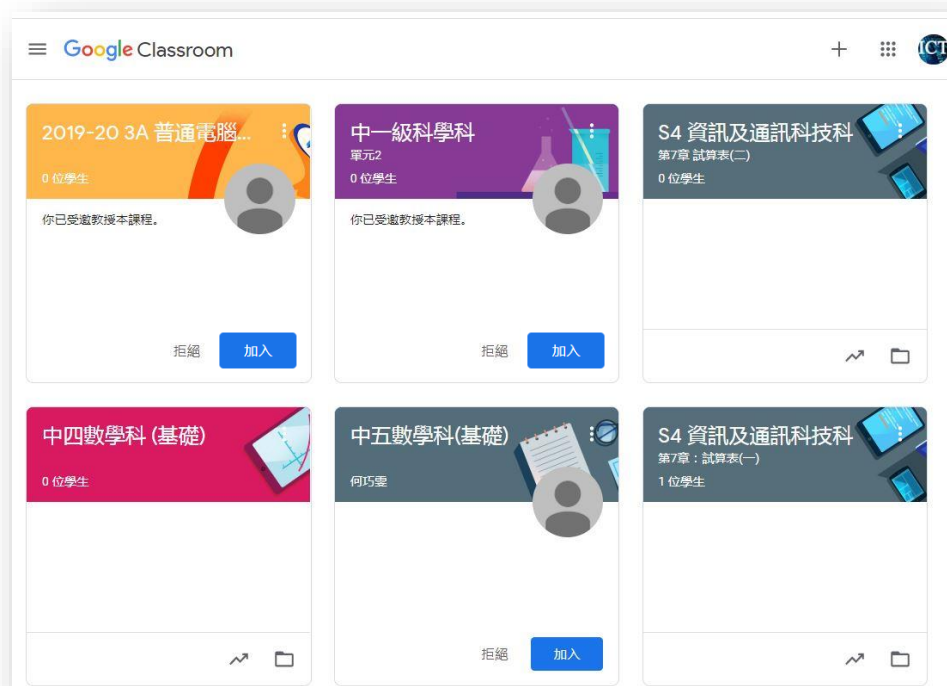 Google Classroom
ICT
2019-20 3A 普通電腦...
0 位學生
你已受邀教授本課程。
拒絕 加入
中一級科學科
單元2
0 位學生
你已受邀教授本課程。
拒絕 加入
S4 資訊及通訊科技科
第7章 試算表(二)
0 位學生
中四數學科 (基礎)
0 位學生
中五數學科(基礎)
何巧雯
拒絕 加入
S4 資訊及通訊科技科
第7章：試算表(一)
1 位學生